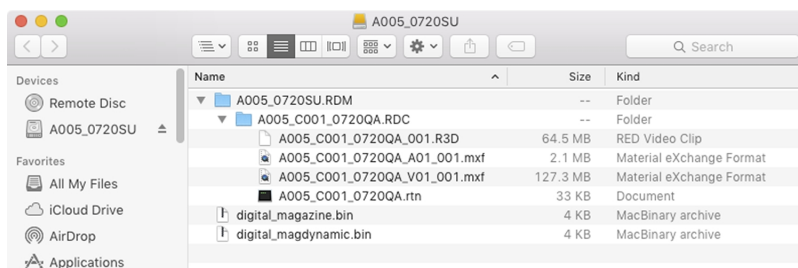 A005_0720SU
Search
Devices
Remote Disc
A005_0720SU
Favorites
All My Files
iCloud Drive
AirDrop
Applications
Name Size Kind
A005_0720SU.RDM -- Folder
A005_C001_0720QA.RDC -- Folder
A005_C001_0720QA_001.R3D 64.5 MB RED Video Clip
A005_C001_0720QA_A01_001.mxf 2.1 MB Material eXchange Format
A005_C001_0720QA_V01_001.mxf 127.3 MB Material eXchange Format
A005_C001_0720QA.rtn 33 KB Document
digital_magazine.bin 4 KB MacBinary archive
digital_magdynamic.bin 4 KB MacBinary archive